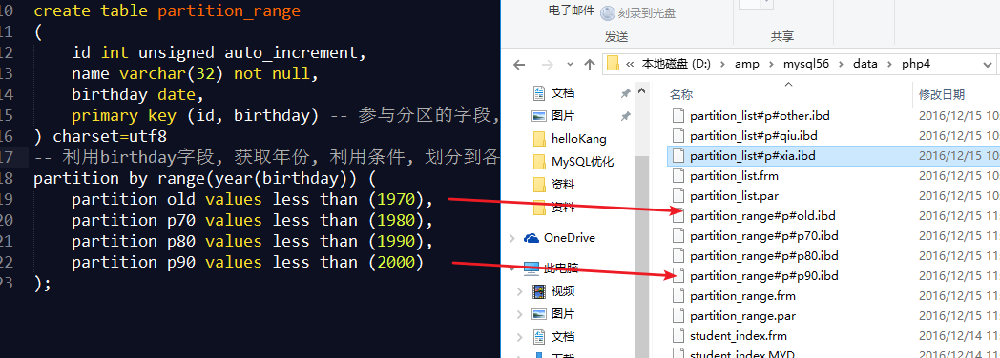 10 create table partition_range
11 (
12 id int unsigned auto_increment,
13 name varchar(32) not null,
14 birthday date,
15 primary key (id, birthday) -- 参与分区的字段,
16 ) charset=utf8
17 -- 利用birthday字段, 获取年份, 利用条件, 划分到各
18 partition by range(year(birthday)) (
19 partition old values less than (1970),
20 partition p70 values less than (1980),
21 partition p80 values less than (1990),
22 partition p90 values less than (2000)
23 );
电子邮件 刻录到光盘
发送 共享
« 本地磁盘 (D:) › amp › mysql56 › data › php4
文档
图片
helloKang
MySQL优化
资料
资料
OneDrive
此电脑
视频
图片
文档
名称 修改日期
partition_list#p#other.ibd 2016/12/15 10
partition_list#p#qiu.ibd 2016/12/15 10
partition_list#p#xia.ibd 2016/12/15 10
partition_list.frm 2016/12/15 10
partition_list.par 2016/12/15 10
partition_range#p#old.ibd 2016/12/15 11
partition_range#p#p70.ibd 2016/12/15 11
partition_range#p#p80.ibd 2016/12/15 11
partition_range#p#p90.ibd 2016/12/15 11
partition_range.frm 2016/12/15 11
partition_range.par 2016/12/15 11
student_index.frm 2016/12/14 11
student_index.MYD